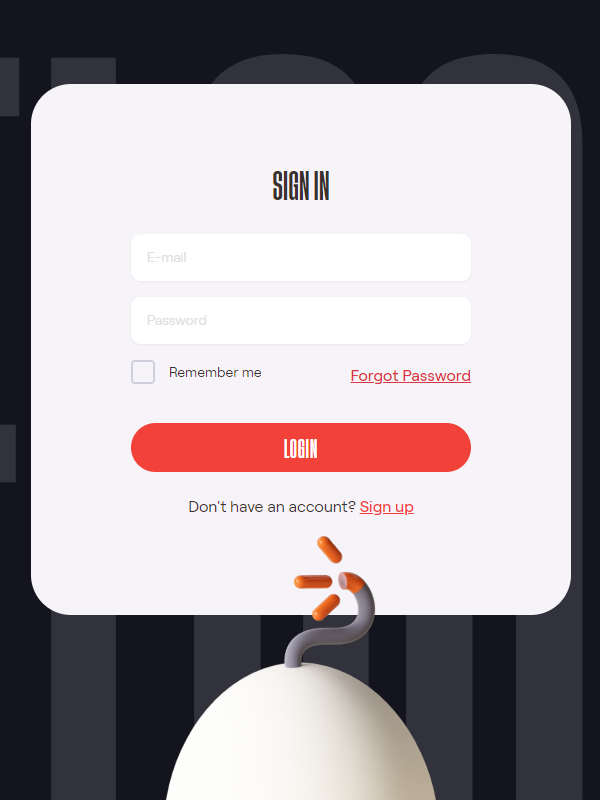 SIGN IN
E-mail
Password
Remember me
Forgot Password
LOGIN
Don't have an account? Sign up